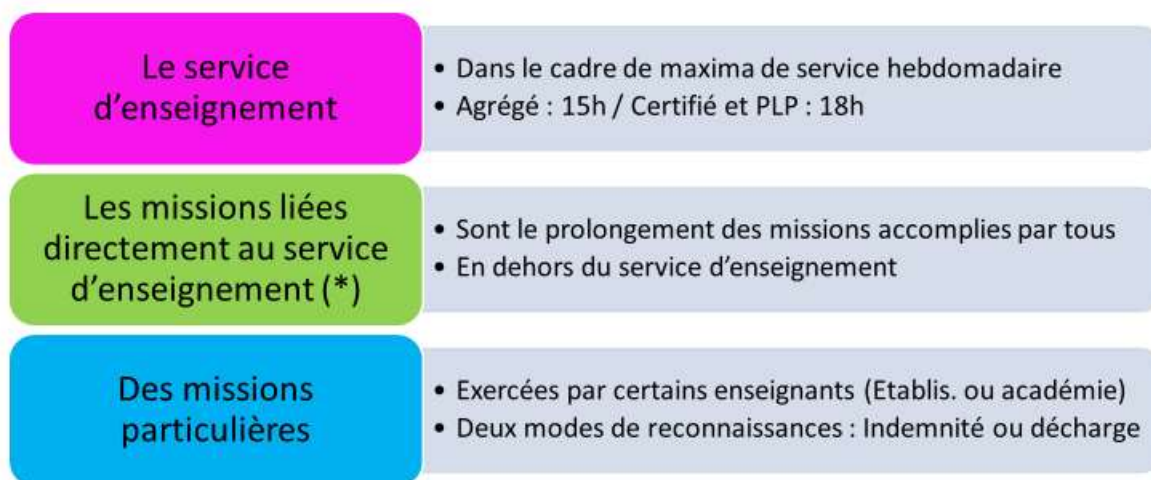 Le service
d'enseignement
• Dans le cadre de maxima de service hebdomadaire
• Agrégé : 15h / Certifié et PLP : 18h
Les missions liées
directement au service
d'enseignement (*)
• Sont le prolongement des missions accomplies par tous
• En dehors du service d'enseignement
Des missions
particulières
• Exercées par certains enseignants (Etablis. ou académie)
• Deux modes de reconnaissances : Indemnité ou décharge